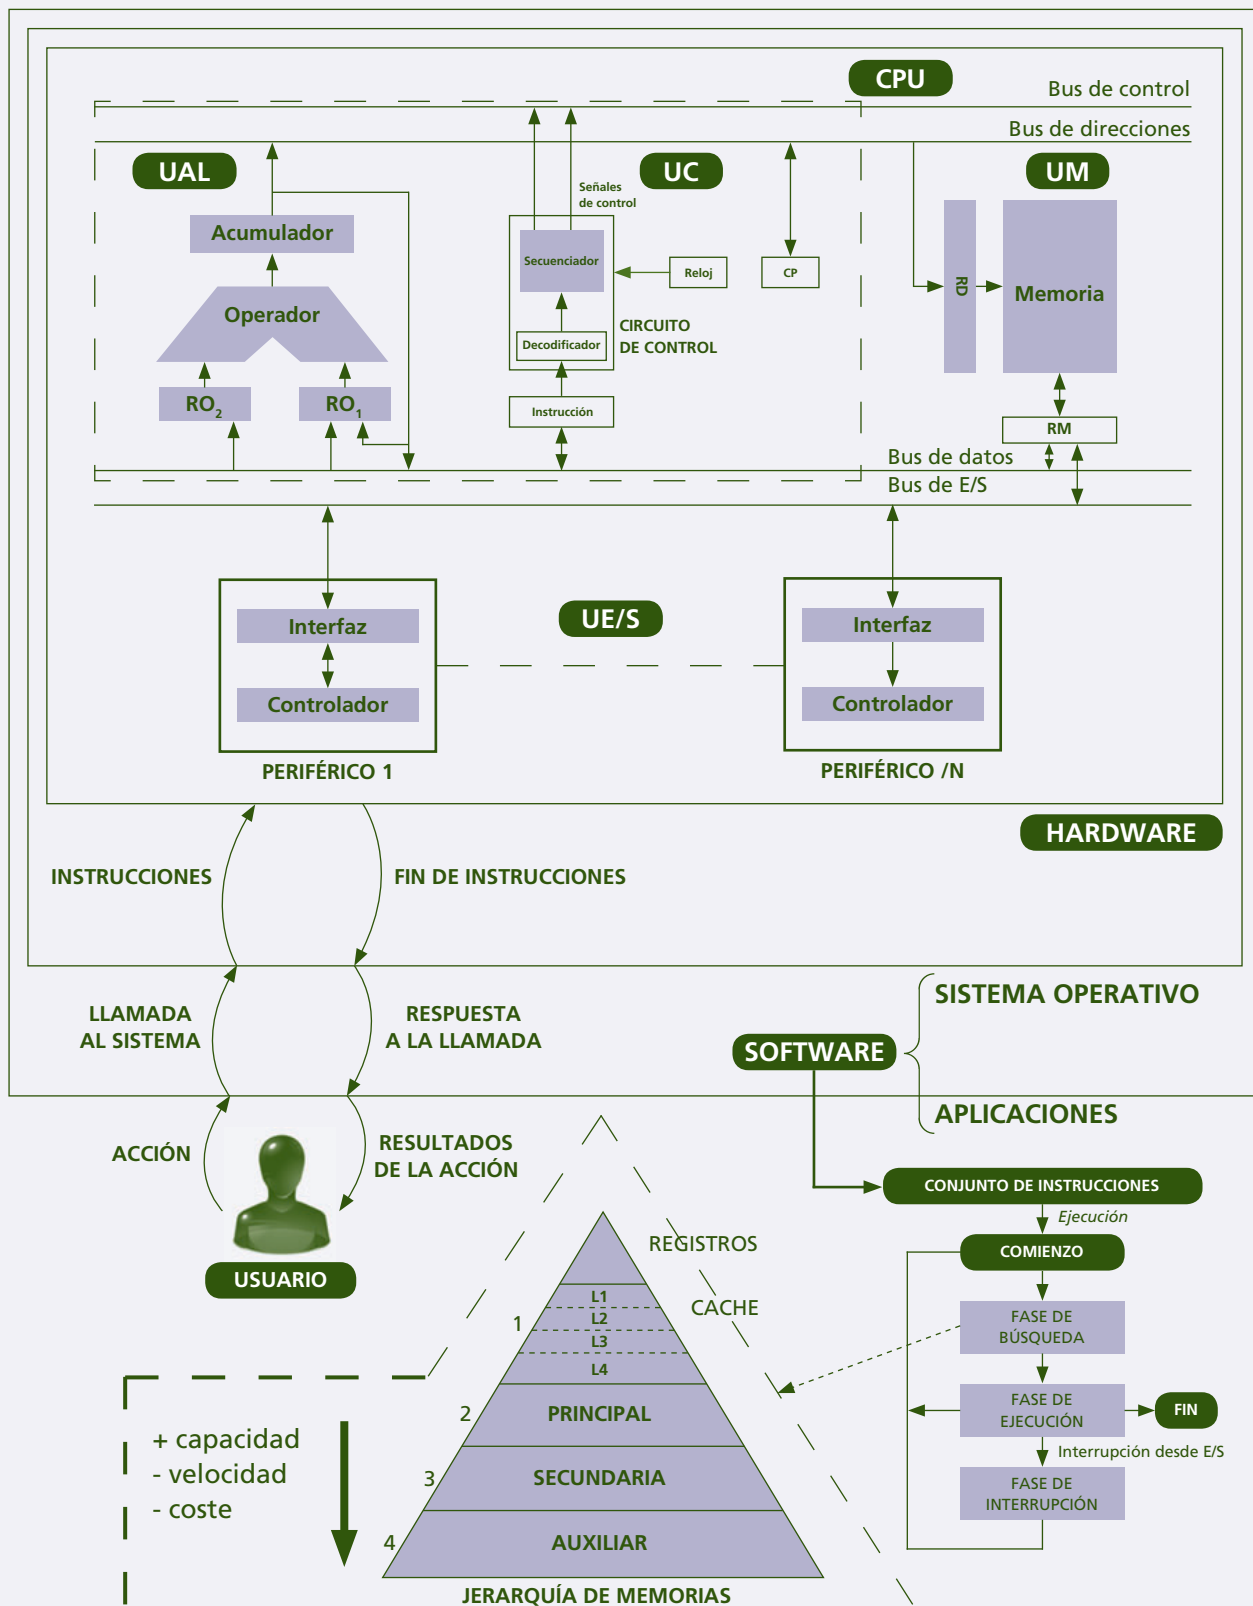 CPU
Bus de control
Bus de direcciones
UAL
UC
UM
Señales
de control
Acumulador
Secuenciador
Reloj
CP
RD
Memoria
Operador
CIRCUITO
DE CONTROL
Decodificador
RO2
RO1
Instrucción
RM
Bus de datos
Bus de E/S
Interfaz
Controlador
PERIFÉRICO 1
UE/S
Interfaz
Controlador
PERIFÉRICO /N
HARDWARE
INSTRUCCIONES
FIN DE INSTRUCCIONES
LLAMADA
AL SISTEMA
RESPUESTA
A LA LLAMADA
SISTEMA OPERATIVO
SOFTWARE
APLICACIONES
ACCIÓN
RESULTADOS
DE LA ACCIÓN
USUARIO
CONJUNTO DE INSTRUCCIONES
Ejecución
COMIENZO
FASE DE
BÚSQUEDA
FASE DE
EJECUCIÓN
FIN
Interrupción desde E/S
FASE DE
INTERRUPCIÓN
REGISTROS
CACHE
1
L1
L2
L3
L4
2
PRINCIPAL
3
SECUNDARIA
4
AUXILIAR
JERARQUÍA DE MEMORIAS
+ capacidad
- velocidad
- coste